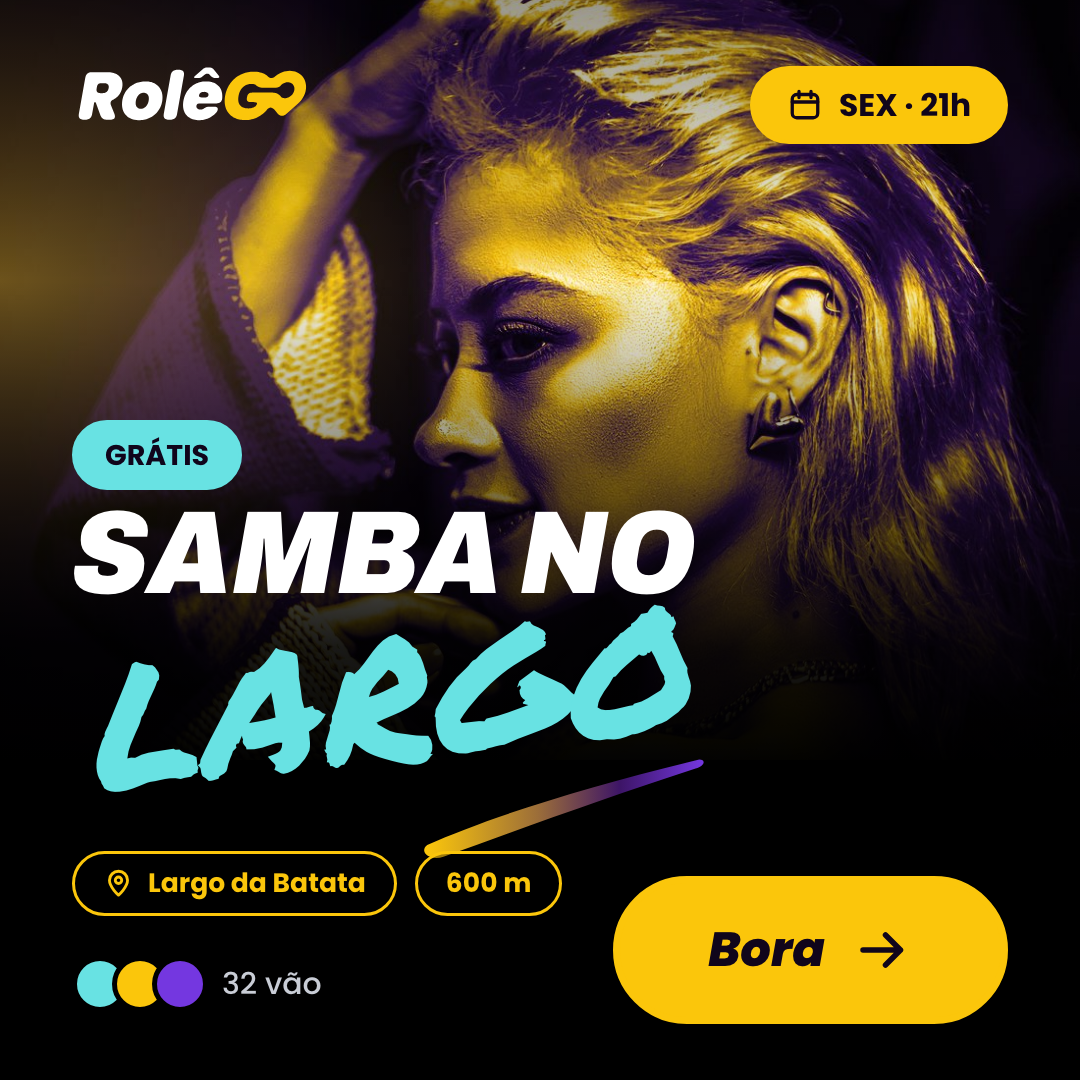 RolêGo
SEX · 21h
GRÁTIS
SAMBA NO
LARGO
Largo da Batata
600 m
32 vão
Bora